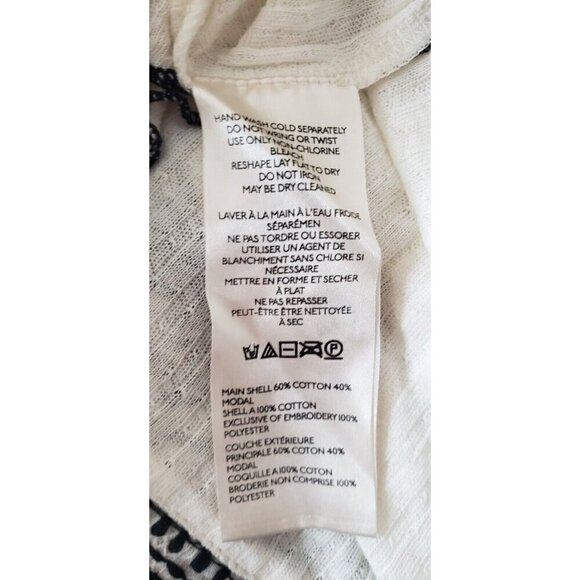 HAND WASH COLD SEPARATELY
DO NOT WRING OR TWIST
USE ONLY NON-CHLORINE
BLEACH
RESHAPE LAY FLAT TO DRY
DO NOT IRON
MAY BE DRY CLEANED
LAVER À LA MAIN À L'EAU FROIDE
SÉPARÉMEN
NE PAS TORDRE OU ESSORER
UTILISER UN AGENT DE
BLANCHIMENT SANS CHLORE SI
NÉCESSAIRE
METTRE EN FORME ET SECHER
À PLAT
NE PAS REPASSER
PEUT-ÊTRE ÊTRE NETTOYÉE
À SEC
P
MAIN SHELL 60% COTTON 40%
MODAL
SHELL A 100% COTTON
EXCLUSIVE OF EMBROIDERY 100%
POLYESTER
COUCHE EXTÉRIEURE
PRINCIPALE 60% COTON 40%
MODAL
COQUILLE A 100% COTON
BRODERIE NON COMPRISE 100%
POLYESTER